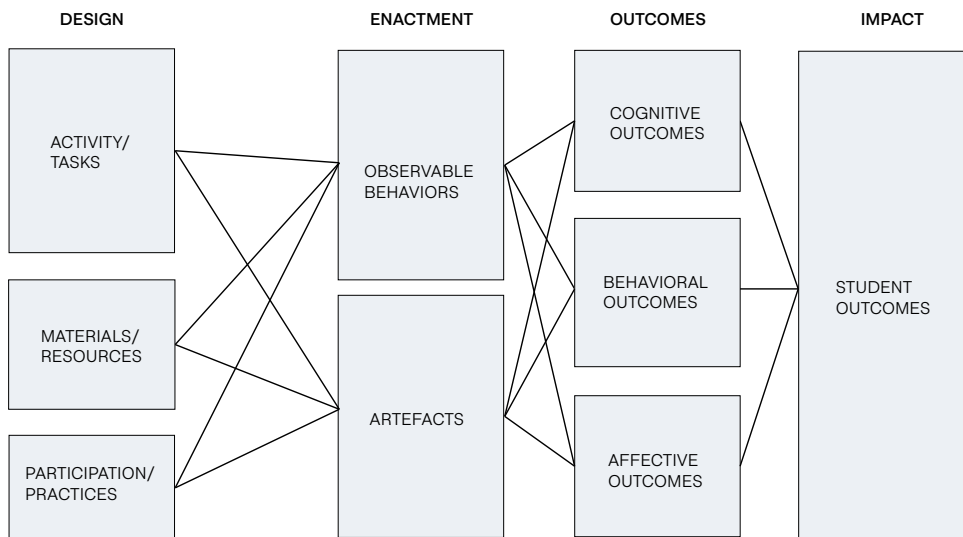 DESIGN
ENACTMENT
OUTCOMES
IMPACT
ACTIVITY/
TASKS
MATERIALS/
RESOURCES
PARTICIPATION/
PRACTICES
OBSERVABLE
BEHAVIORS
ARTEFACTS
COGNITIVE
OUTCOMES
BEHAVIORAL
OUTCOMES
AFFECTIVE
OUTCOMES
STUDENT
OUTCOMES